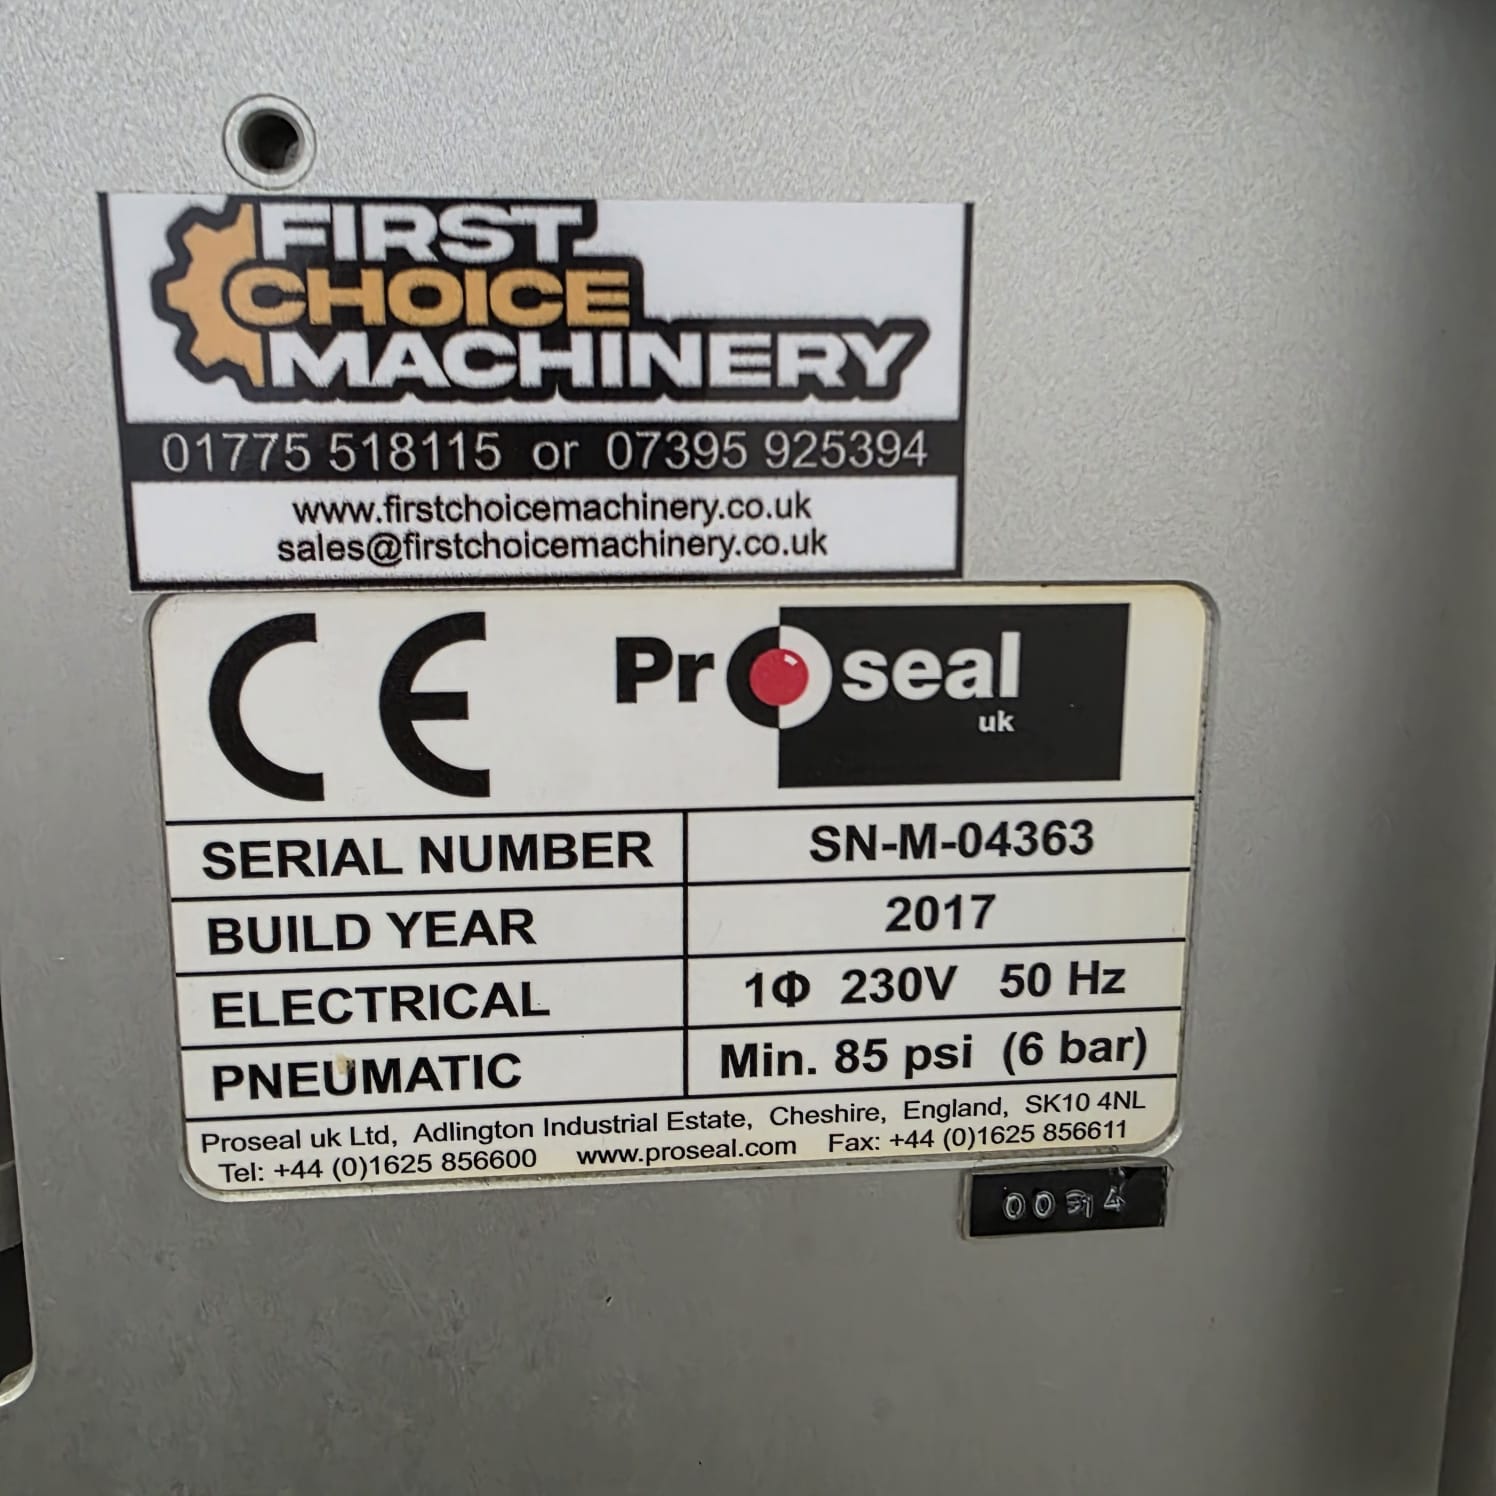 FIRST
CHOICE
MACHINERY
01775 518115 or 07395 925394
www.firstchoicemachinery.co.uk
sales@firstchoicemachinery.co.uk
CE Proseal
uk
SERIAL NUMBER SN-M-04363
BUILD YEAR 2017
ELECTRICAL 1Φ 230V 50 Hz
PNEUMATIC Min. 85 psi (6 bar)
Proseal uk Ltd, Adlington Industrial Estate, Cheshire, England, SK10 4NL
Tel: +44 (0)1625 856600 www.proseal.com Fax: +44 (0)1625 856611